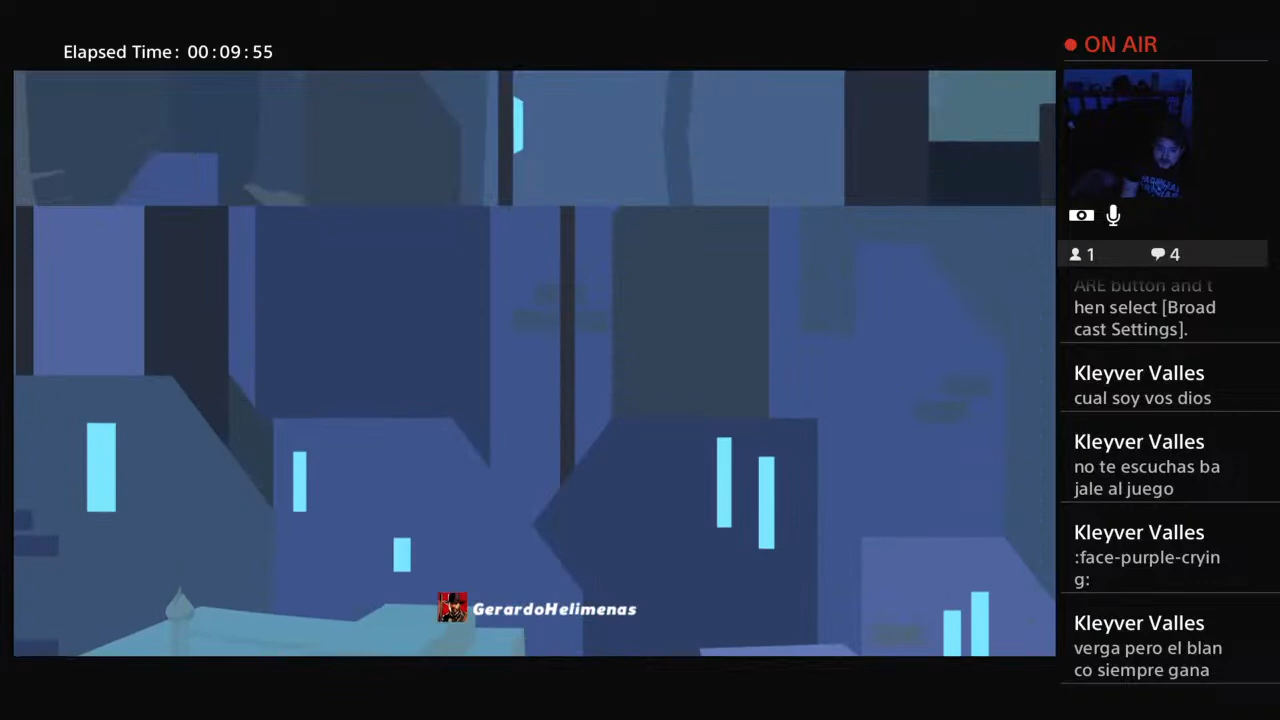 Elapsed Time: 00:09:55
ON AIR
1
4
ARE button and t
hen select [Broad
cast Settings].
Kleyver Valles
cual soy vos dios
Kleyver Valles
no te escuchas ba
jale al juego
Kleyver Valles
:face-purple-cryin
g:
Kleyver Valles
verga pero el blan
co siempre gana
GerardoHelimenas